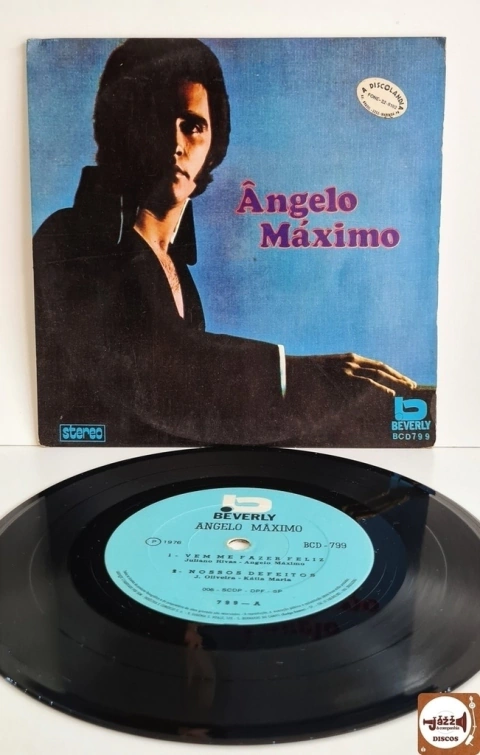 A DISCOLANDIA
Ângelo
Máximo
stereo
b
BEVERLY
BCD799
b
BEVERLY
ANGELO MÁXIMO
P 1976
BCD - 799
1 - VEM ME FAZER FELIZ
Juliano Rivas - Angelo Máximo
2 - NOSSOS DEFEITOS
J. Oliveira - Kátia Maria
799 - A
jazz
& companhia
DISCOS